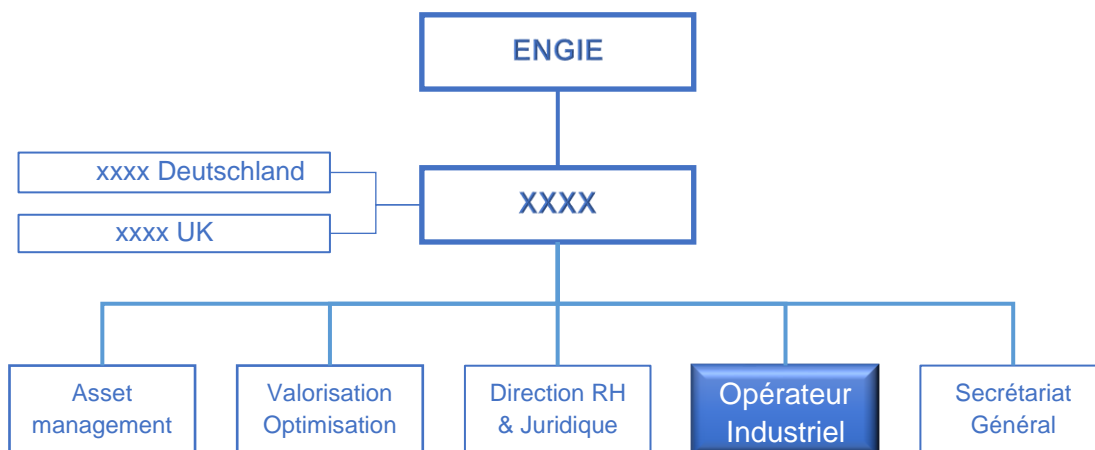 ENGIE
xxxx Deutschland
XXXX
xxxx UK
Asset
management
Valorisation
Optimisation
Direction RH
& Juridique
Opérateur
Industriel
Secrétariat
Général